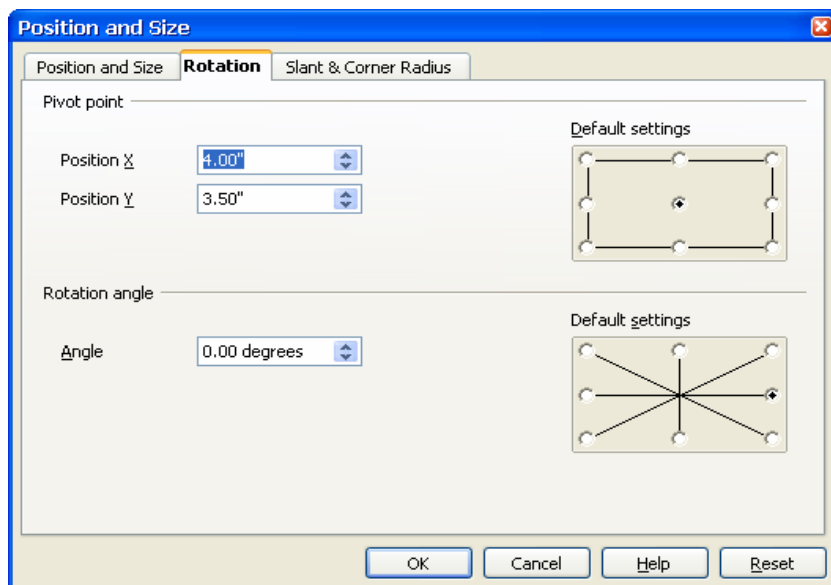 Position and Size
Position and Size Rotation Slant & Corner Radius
Pivot point
Default settings
Position X 4.00"
Position Y 3.50"
Rotation angle
Default settings
Angle 0.00 degrees
OK Cancel Help Reset